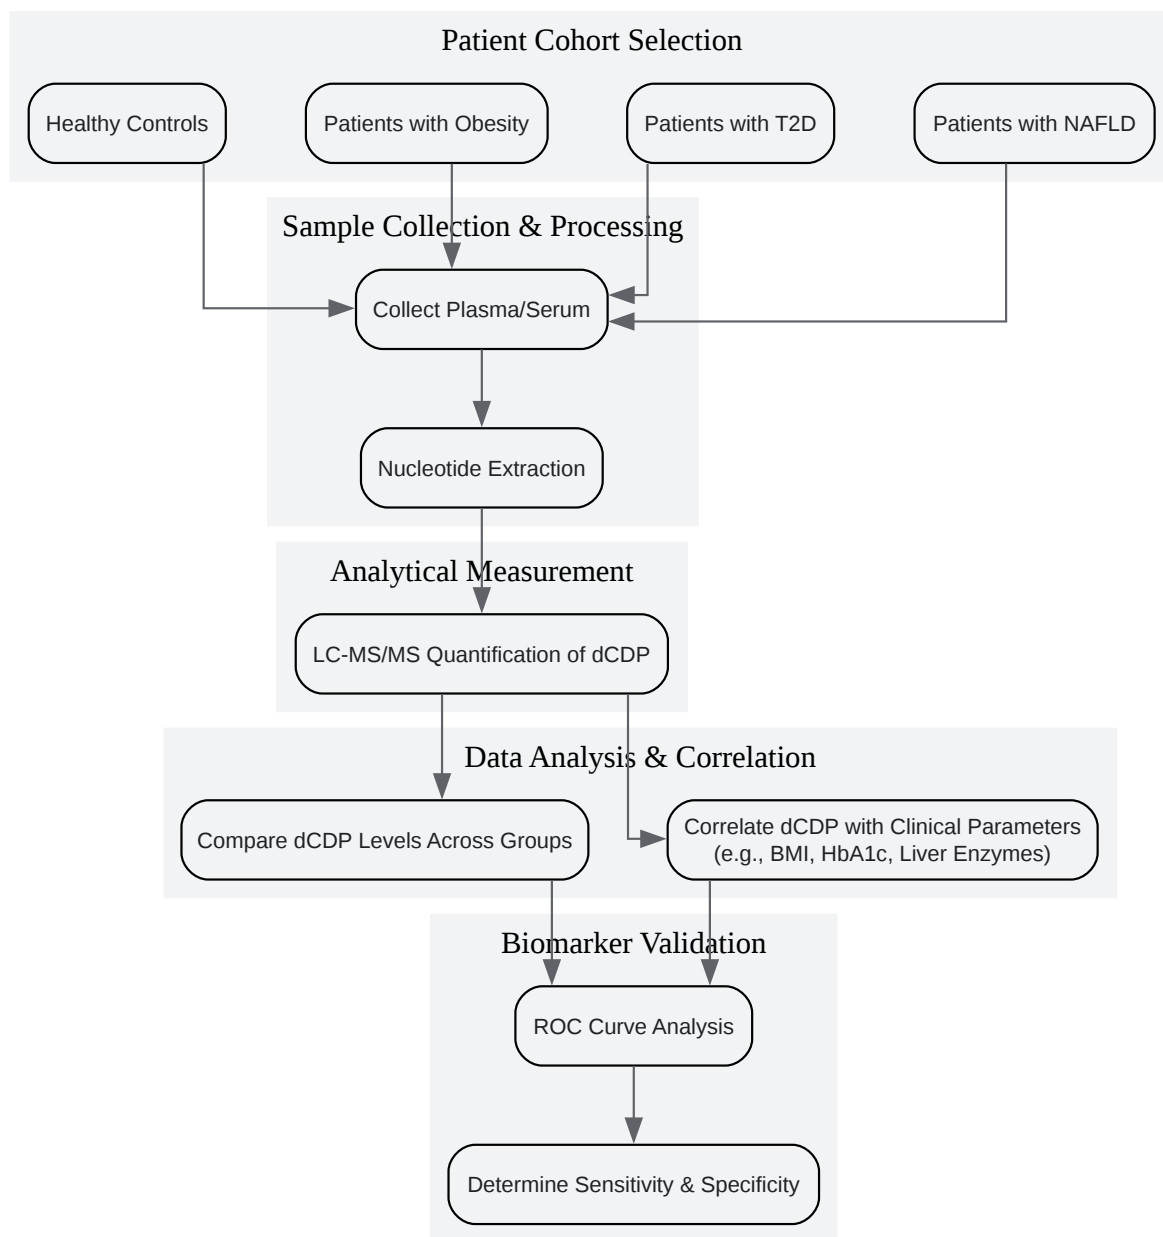 Patient Cohort Selection
Healthy Controls
Patients with Obesity
Patients with T2D
Patients with NAFLD
Sample Collection & Processing
Collect Plasma/Serum
Nucleotide Extraction
Analytical Measurement
LC-MS/MS Quantification of dCDP
Data Analysis & Correlation
Compare dCDP Levels Across Groups
Correlate dCDP with Clinical Parameters
(e.g., BMI, HbA1c, Liver Enzymes)
Biomarker Validation
ROC Curve Analysis
Determine Sensitivity & Specificity